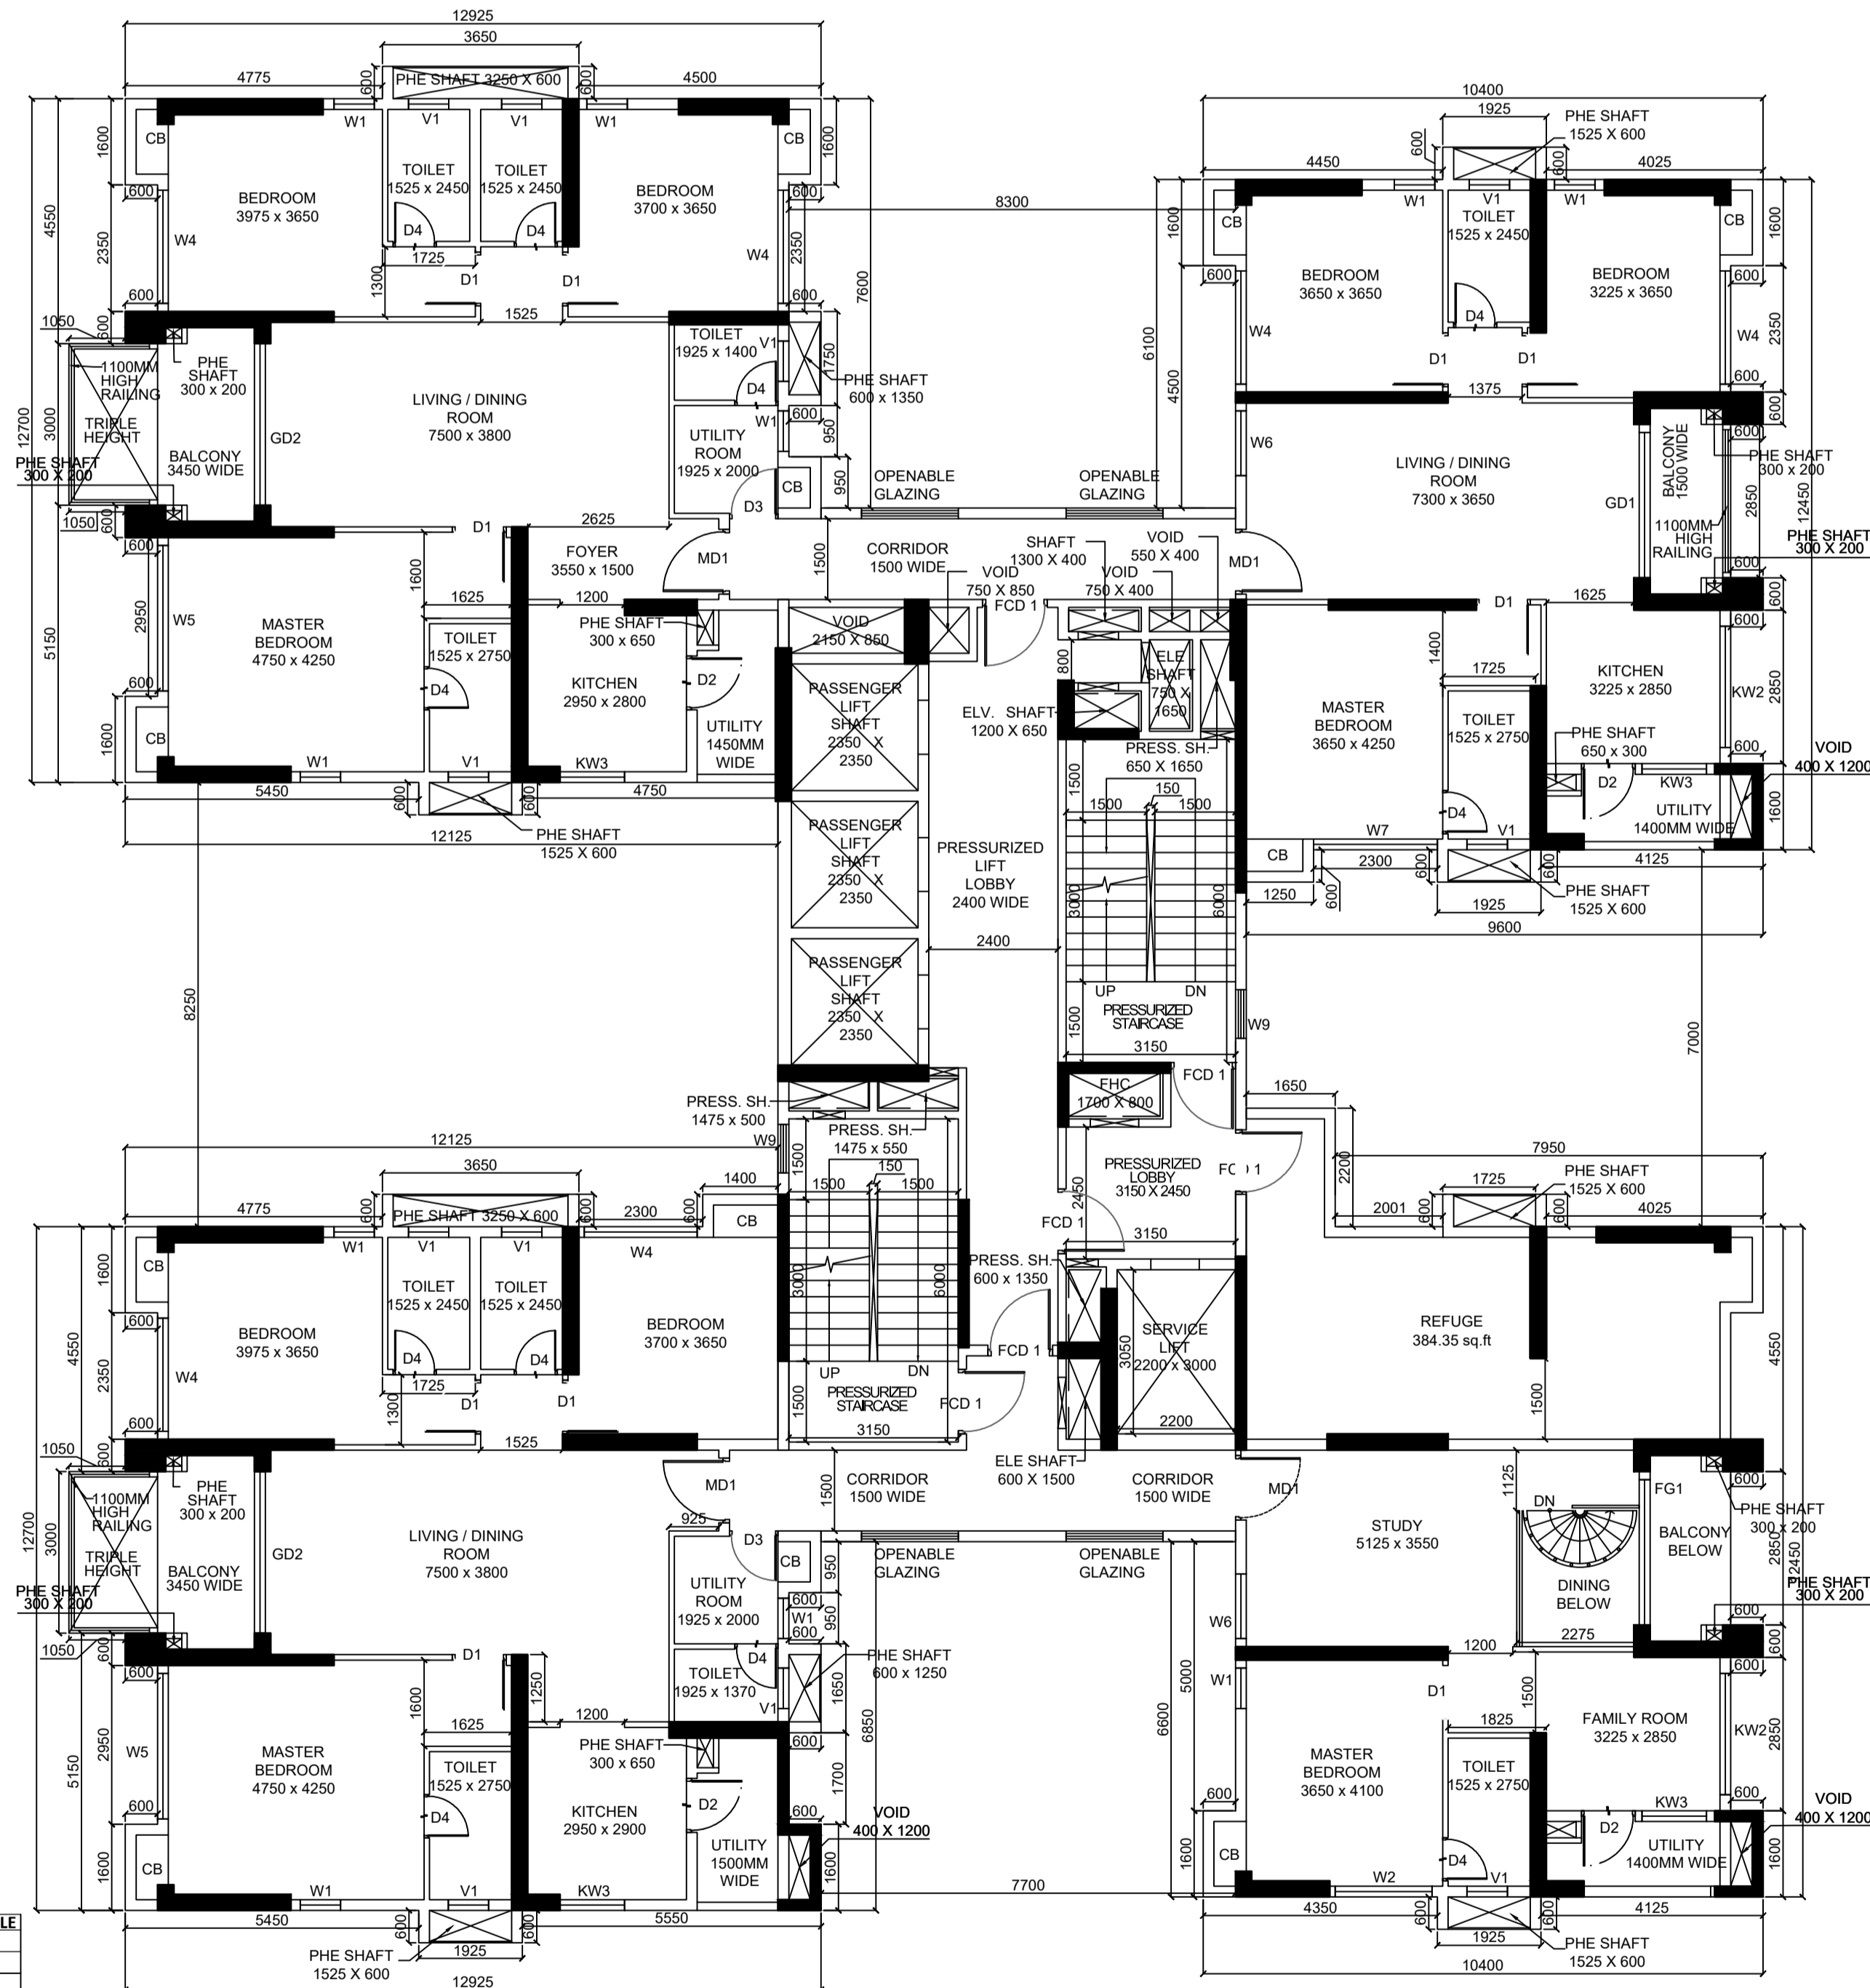 12925
3650
4775
600
PHE SHAFT 3250 X 600
600
4500
CB
W1
V1
V1
W1
CB
1600
1600
TOILET
1525 x 2450
TOILET
1525 x 2450
BEDROOM
3975 x 3650
BEDROOM
3700 x 3650
600
600
4550
2350
W4
D4
D4
W4
2350
1725
1300
D1
D1
600
600
7600
1525
1050
600
12700
1100MM
HIGH
RAILING
PHE
SHAFT
300 x 200
TOILET
1925 x 1400
V1
D4
1750
PHE SHAFT
600 x 1350
3000
TRIPLE
HEIGHT
BALCONY
3450 WIDE
GD2
LIVING / DINING
ROOM
7500 x 3800
UTILITY
ROOM
1925 x 2000
W1
600
950
PHE SHAFT
300 X 200
CB
950
D3
1050
600
D1
2625
600
FOYER
3550 x 1500
MD1
1500
1600
1625
1200
W5
2950
5150
MASTER
BEDROOM
4750 x 4250
TOILET
1525 x 2750
D4
PHE SHAFT
300 x 650
KITCHEN
2950 x 2800
D2
UTILITY
1450MM
WIDE
600
1600
CB
W1
V1
KW3
5450
600
600
4750
PHE SHAFT
1525 X 600
12125
8250
8300
OPENABLE
GLAZING
OPENABLE
GLAZING
CORRIDOR
1500 WIDE
SHAFT
1300 X 400
VOID
550 X 400
VOID
750 X 850
VOID
750 X 400
FCD 1
VOID
2150 X 850
800
ELE
SHAFT
750 X
1650
ELV. SHAFT
1200 X 650
PRESS. SH.
650 X 1650
PASSENGER
LIFT
SHAFT
2350 X
2350
PASSENGER
LIFT
SHAFT
2350 X
2350
PASSENGER
LIFT
SHAFT
2350 X
2350
PRESSURIZED
LIFT
LOBBY
2400 WIDE
2400
1500
150
1500
1500
3000
6000
UP
DN
PRESSURIZED
STAIRCASE
1500
3150
W9
10400
1925
PHE SHAFT
1525 X 600
600
600
4450
4025
CB
W1
V1
W1
CB
1600
1600
TOILET
1525 x 2450
BEDROOM
3650 x 3650
BEDROOM
3225 x 3650
600
600
6100
4500
W4
D4
W4
2350
D1
D1
600
1375
600
12450
W6
LIVING / DINING
ROOM
7300 x 3650
GD1
BALCONY
1500 WIDE
600
PHE SHAFT
300 x 200
2850
1100MM
HIGH
RAILING
PHE SHAFT
300 X 200
600
MD1
D1
1625
600
600
1400
1725
MASTER
BEDROOM
3650 x 4250
TOILET
1525 x 2750
KITCHEN
3225 x 2850
KW2
2850
PHE SHAFT
650 x 300
600
VOID
400 X 1200
D2
KW3
UTILITY
1400MM WIDE
1600
D4
W7
V1
CB
2300
600
600
4125
1250
600
1925
PHE SHAFT
1525 X 600
9600
7000
FHC
1700 X 800
FCD 1
1650
PRESSURIZED
LOBBY
3150 X 2450
2450
2200
FCD 1
3150
PRESS. SH.
600 x 1350
SERVICE
LIFT
2200 x 3000
3050
2200
FCD 1
FCD 1
ELE SHAFT
600 X 1500
CORRIDOR
1500 WIDE
PRESS. SH.
1475 x 500
PRESS. SH.
1475 x 550
W9
1500
150
1500
1500
3000
6000
UP
DN
PRESSURIZED
STAIRCASE
1500
3150
12125
3650
1400
4775
600
PHE SHAFT 3250 X 600
600
2300
600
CB
CB
W1
V1
V1
W4
1600
TOILET
1525 x 2450
TOILET
1525 x 2450
BEDROOM
3975 x 3650
BEDROOM
3700 x 3650
600
4550
2350
W4
D4
D4
1725
1300
D1
D1
600
1525
1050
600
12700
1100MM
HIGH
RAILING
PHE
SHAFT
300 x 200
MD1
1500
CORRIDOR
1500 WIDE
925
3000
TRIPLE
HEIGHT
BALCONY
3450 WIDE
GD2
LIVING / DINING
ROOM
7500 x 3800
D3
CB
950
OPENABLE
GLAZING
OPENABLE
GLAZING
UTILITY
ROOM
1925 x 2000
600
W1
600
950
PHE SHAFT
300 X 200
1050
600
D1
D4
PHE SHAFT
600 x 1250
TOILET
1925 x 1370
V1
1650
600
1250
1600
1625
1200
600
6850
W5
2950
5150
MASTER
BEDROOM
4750 x 4250
TOILET
1525 x 2750
D4
PHE SHAFT
300 x 650
KITCHEN
2950 x 2900
D2
UTILITY
1500MM
WIDE
1700
600
VOID
400 X 1200
600
1600
1600
CB
W1
V1
KW3
5450
600
600
5550
PHE SHAFT
1525 X 600
1925
12925
7700
7950
1725
PHE SHAFT
1525 X 600
2001
600
600
4025
REFUGE
384.35 sq.ft
1500
4550
MD1
1125
DN
FG1
600
PHE SHAFT
300 x 200
STUDY
5125 x 3550
BALCONY
BELOW
DINING
BELOW
2850
12450
PHE SHAFT
300 X 200
W6
600
2275
1200
600
600
W1
D1
1500
1825
5000
6600
FAMILY ROOM
3225 x 2850
KW2
2850
MASTER
BEDROOM
3650 x 4100
TOILET
1525 x 2750
600
600
KW3
VOID
400 X 1200
D2
UTILITY
1400MM WIDE
1600
1600
CB
D4
W2
V1
4350
600
600
4125
1925
PHE SHAFT
1525 X 600
10400
LE